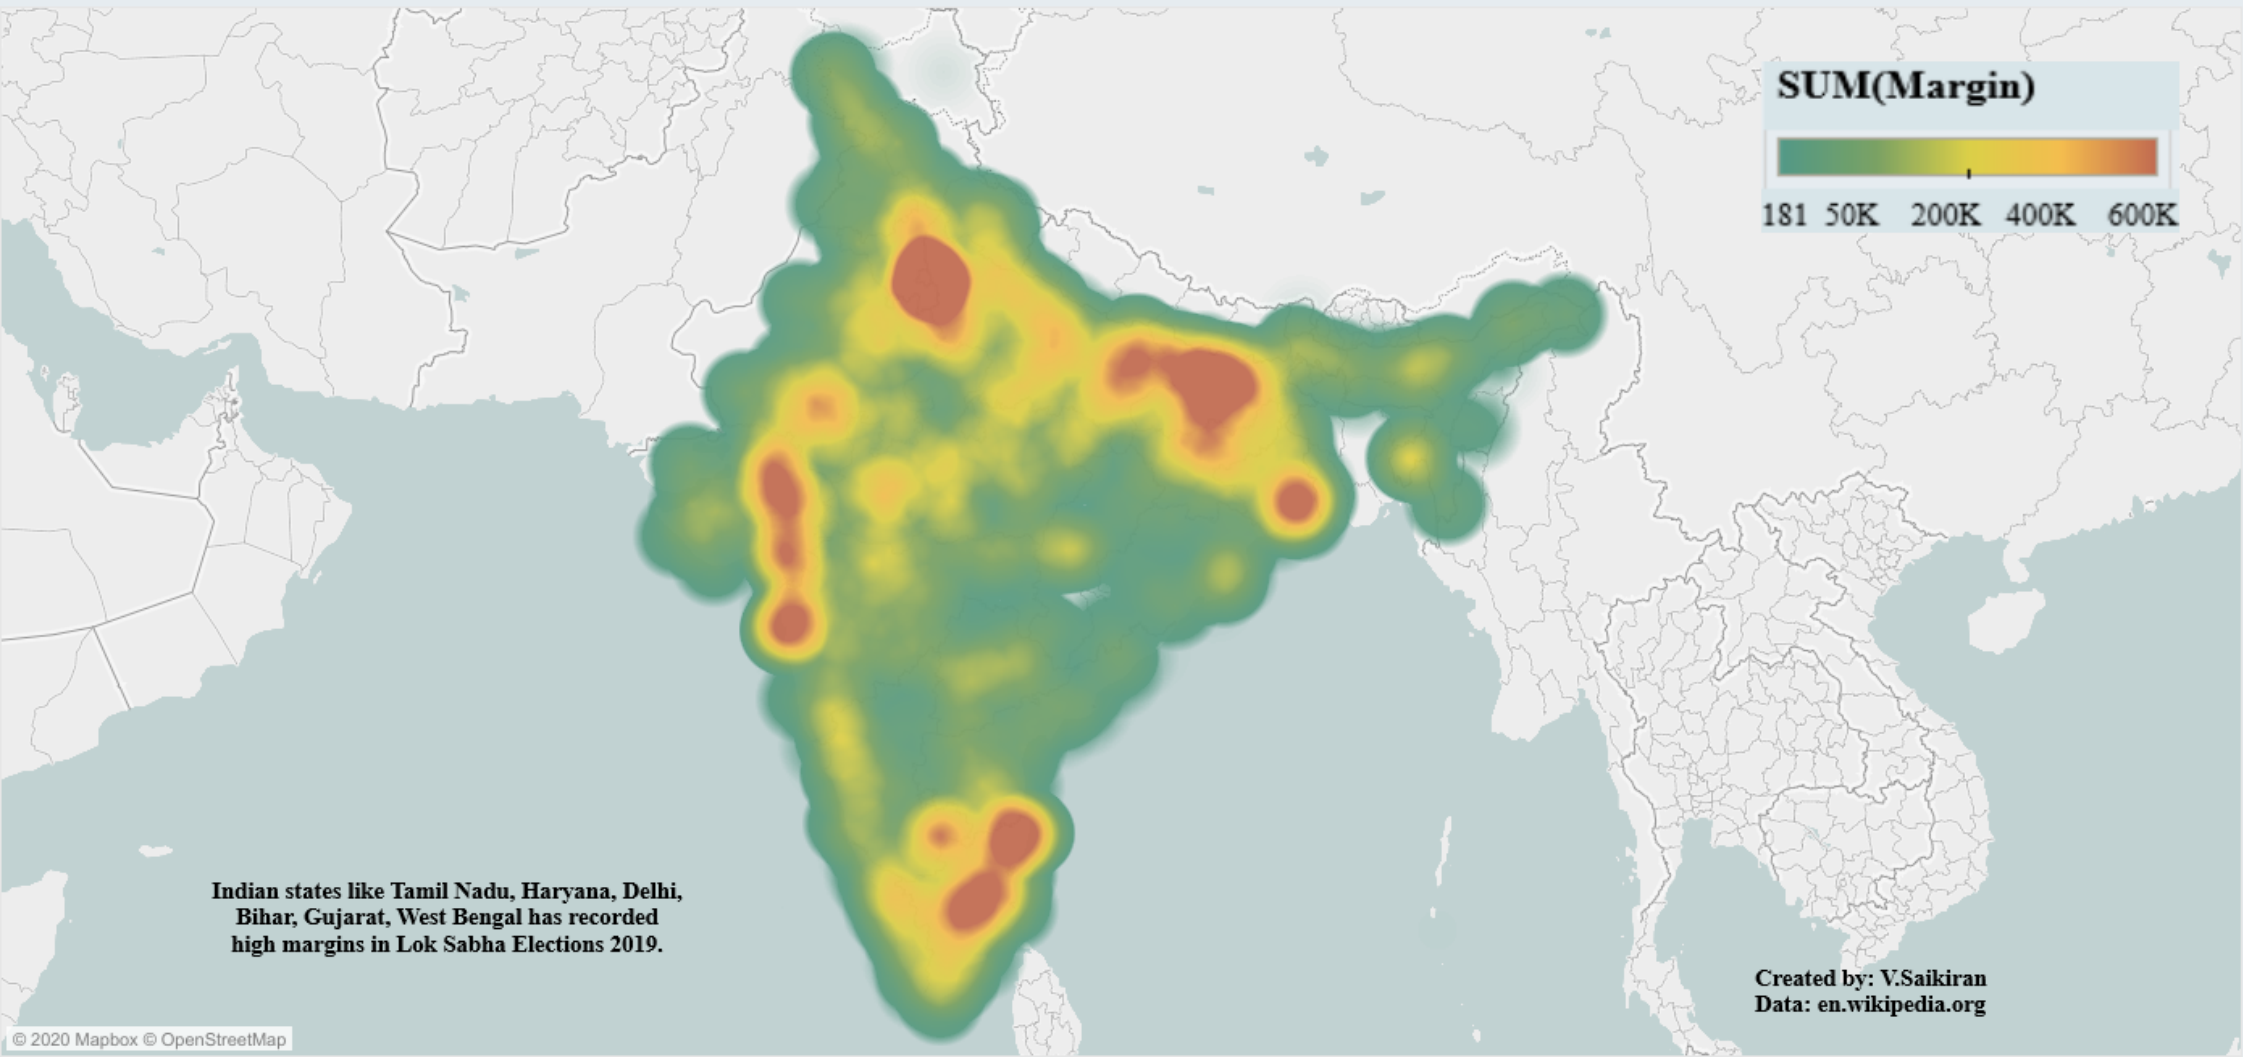 SUM(Margin)
181 50K 200K 400K 600K
Indian states like Tamil Nadu, Haryana, Delhi,
Bihar, Gujarat, West Bengal has recorded
high margins in Lok Sabha Elections 2019.
Created by: V.Saikiran
Data: en.wikipedia.org
© 2020 Mapbox © OpenStreetMap